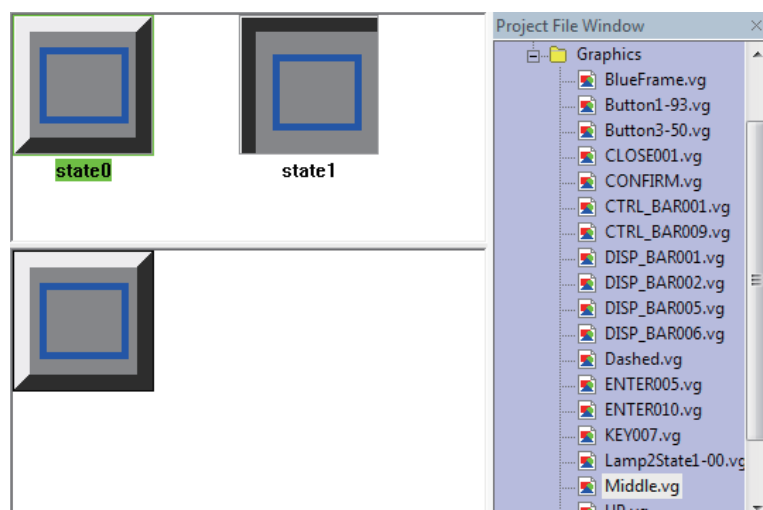 state0
state1
Project File Window
Graphics
BlueFrame.vg
Button1-93.vg
Button3-50.vg
CLOSE001.vg
CONFIRM.vg
CTRL_BAR001.vg
CTRL_BAR009.vg
DISP_BAR001.vg
DISP_BAR002.vg
DISP_BAR005.vg
DISP_BAR006.vg
Dashed.vg
ENTER005.vg
ENTER010.vg
KEY007.vg
Lamp2State1-00.vg
Middle.vg